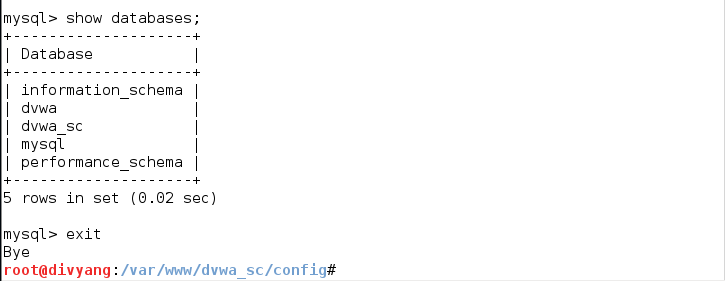 mysql> show databases;
+--------------------+
| Database           |
+--------------------+
| information_schema |
| dvwa               |
| dvwa_sc            |
| mysql              |
| performance_schema |
+--------------------+
5 rows in set (0.02 sec)

mysql> exit
Bye
root@divyang:/var/www/dvwa_sc/config#